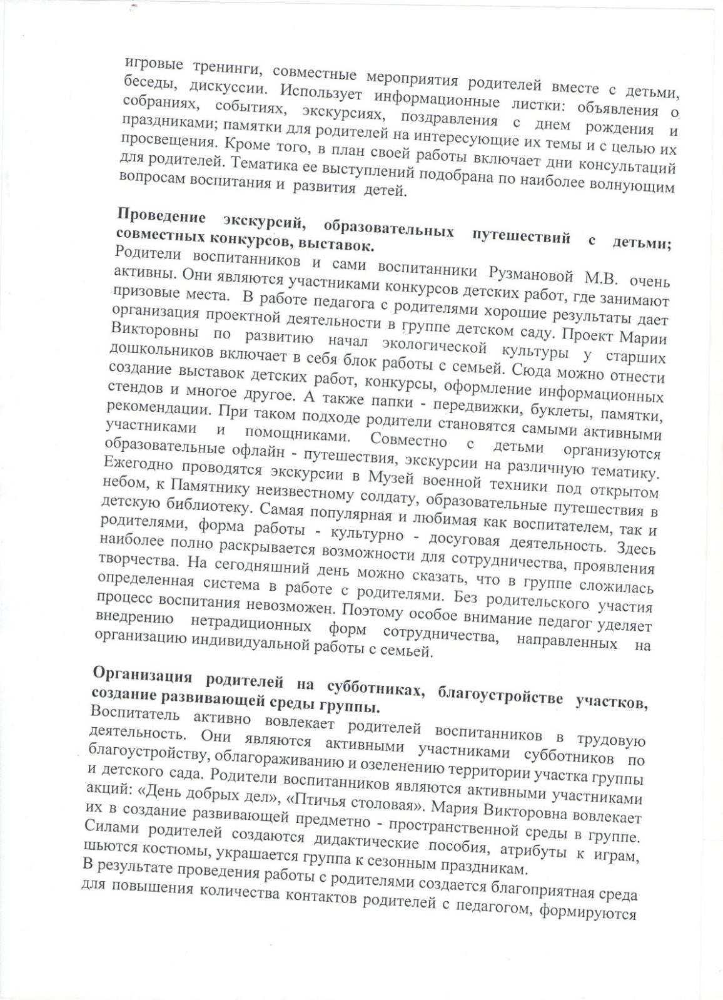 игровые тренинги, совместные мероприятия родителей вместе с детьми,
беседы, дискуссии. Использует информационные листки: объявления о
собраниях, событиях, экскурсиях, поздравления с днем рождения и
праздниками; памятки для родителей на интересующие их темы и с целью их
просвещения. Кроме того, в план своей работы включает дни консультаций
для родителей. Тематика ее выступлений подобрана по наиболее волнующим
вопросам воспитания и развития детей.
Проведение экскурсий, образовательных путешествий с детьми;
совместных конкурсов, выставок.
Родители воспитанников и сами воспитанники Рузмановой М.В. очень
активны. Они являются участниками конкурсов детских работ, где занимают
призовые места. В работе педагога с родителями хорошие результаты дает
организация проектной деятельности в группе детском саду. Проект Марии
Викторовны по развитию начал экологической культуры у старших
дошкольников включает в себя блок работы с семьей. Сюда можно отнести
создание выставок детских работ, конкурсы, оформление информационных
стендов и многое другое. А также папки - передвижки, буклеты, памятки,
рекомендации. При таком подходе родители становятся самыми активными
участниками и помощниками. Совместно с детьми организуются
образовательные офлайн - путешествия, экскурсии на различную тематику.
Ежегодно проводятся экскурсии в Музей военной техники под открытом
небом, к Памятнику неизвестному солдату, образовательные путешествия в
детскую библиотеку. Самая популярная и любимая как воспитателем, так и
родителями, форма работы - культурно - досуговая деятельность. Здесь
наиболее полно раскрывается возможности для сотрудничества, проявления
творчества. На сегодняшний день можно сказать, что в группе сложилась
определенная система в работе с родителями. Без родительского участия
процесс воспитания невозможен. Поэтому особое внимание педагог уделяет
внедрению нетрадиционных форм сотрудничества, направленных на
организацию индивидуальной работы с семьей.
Организация родителей на субботниках, благоустройстве участков,
создание развивающей среды группы.
Воспитатель активно вовлекает родителей воспитанников в трудовую
деятельность. Они являются активными участниками субботников по
благоустройству, облагораживанию и озеленению территории участка группы
и детского сада. Родители воспитанников являются активными участниками
акций: «День добрых дел», «Птичья столовая». Мария Викторовна вовлекает
их в создание развивающей предметно - пространственной среды в группе.
Силами родителей создаются дидактические пособия, атрибуты к играм,
шьются костюмы, украшается группа к сезонным праздникам.
В результате проведения работы с родителями создается благоприятная среда
для повышения количества контактов родителей с педагогом, формируются